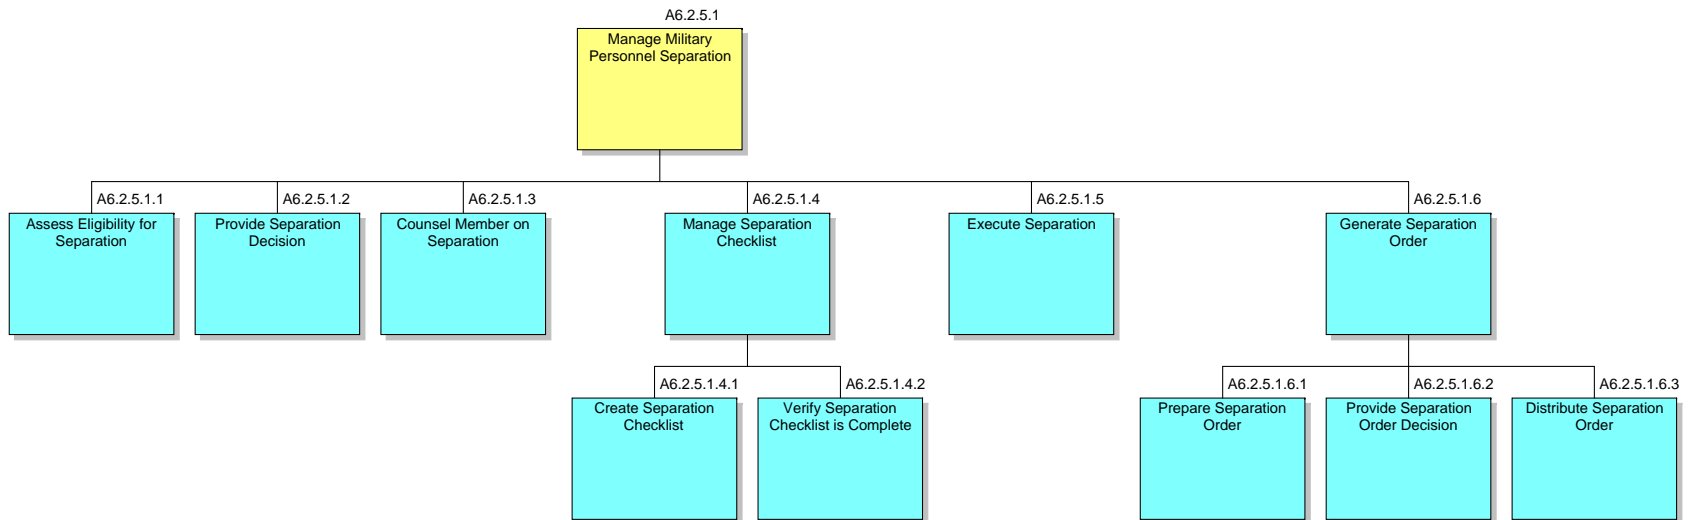 A6.2.5.1
Manage Military
Personnel Separation
A6.2.5.1.1
Assess Eligibility for
Separation
A6.2.5.1.2
Provide Separation
Decision
A6.2.5.1.3
Counsel Member on
Separation
A6.2.5.1.4
Manage Separation
Checklist
A6.2.5.1.5
Execute Separation
A6.2.5.1.6
Generate Separation
Order
A6.2.5.1.4.1
Create Separation
Checklist
A6.2.5.1.4.2
Verify Separation
Checklist is Complete
A6.2.5.1.6.1
Prepare Separation
Order
A6.2.5.1.6.2
Provide Separation
Order Decision
A6.2.5.1.6.3
Distribute Separation
Order